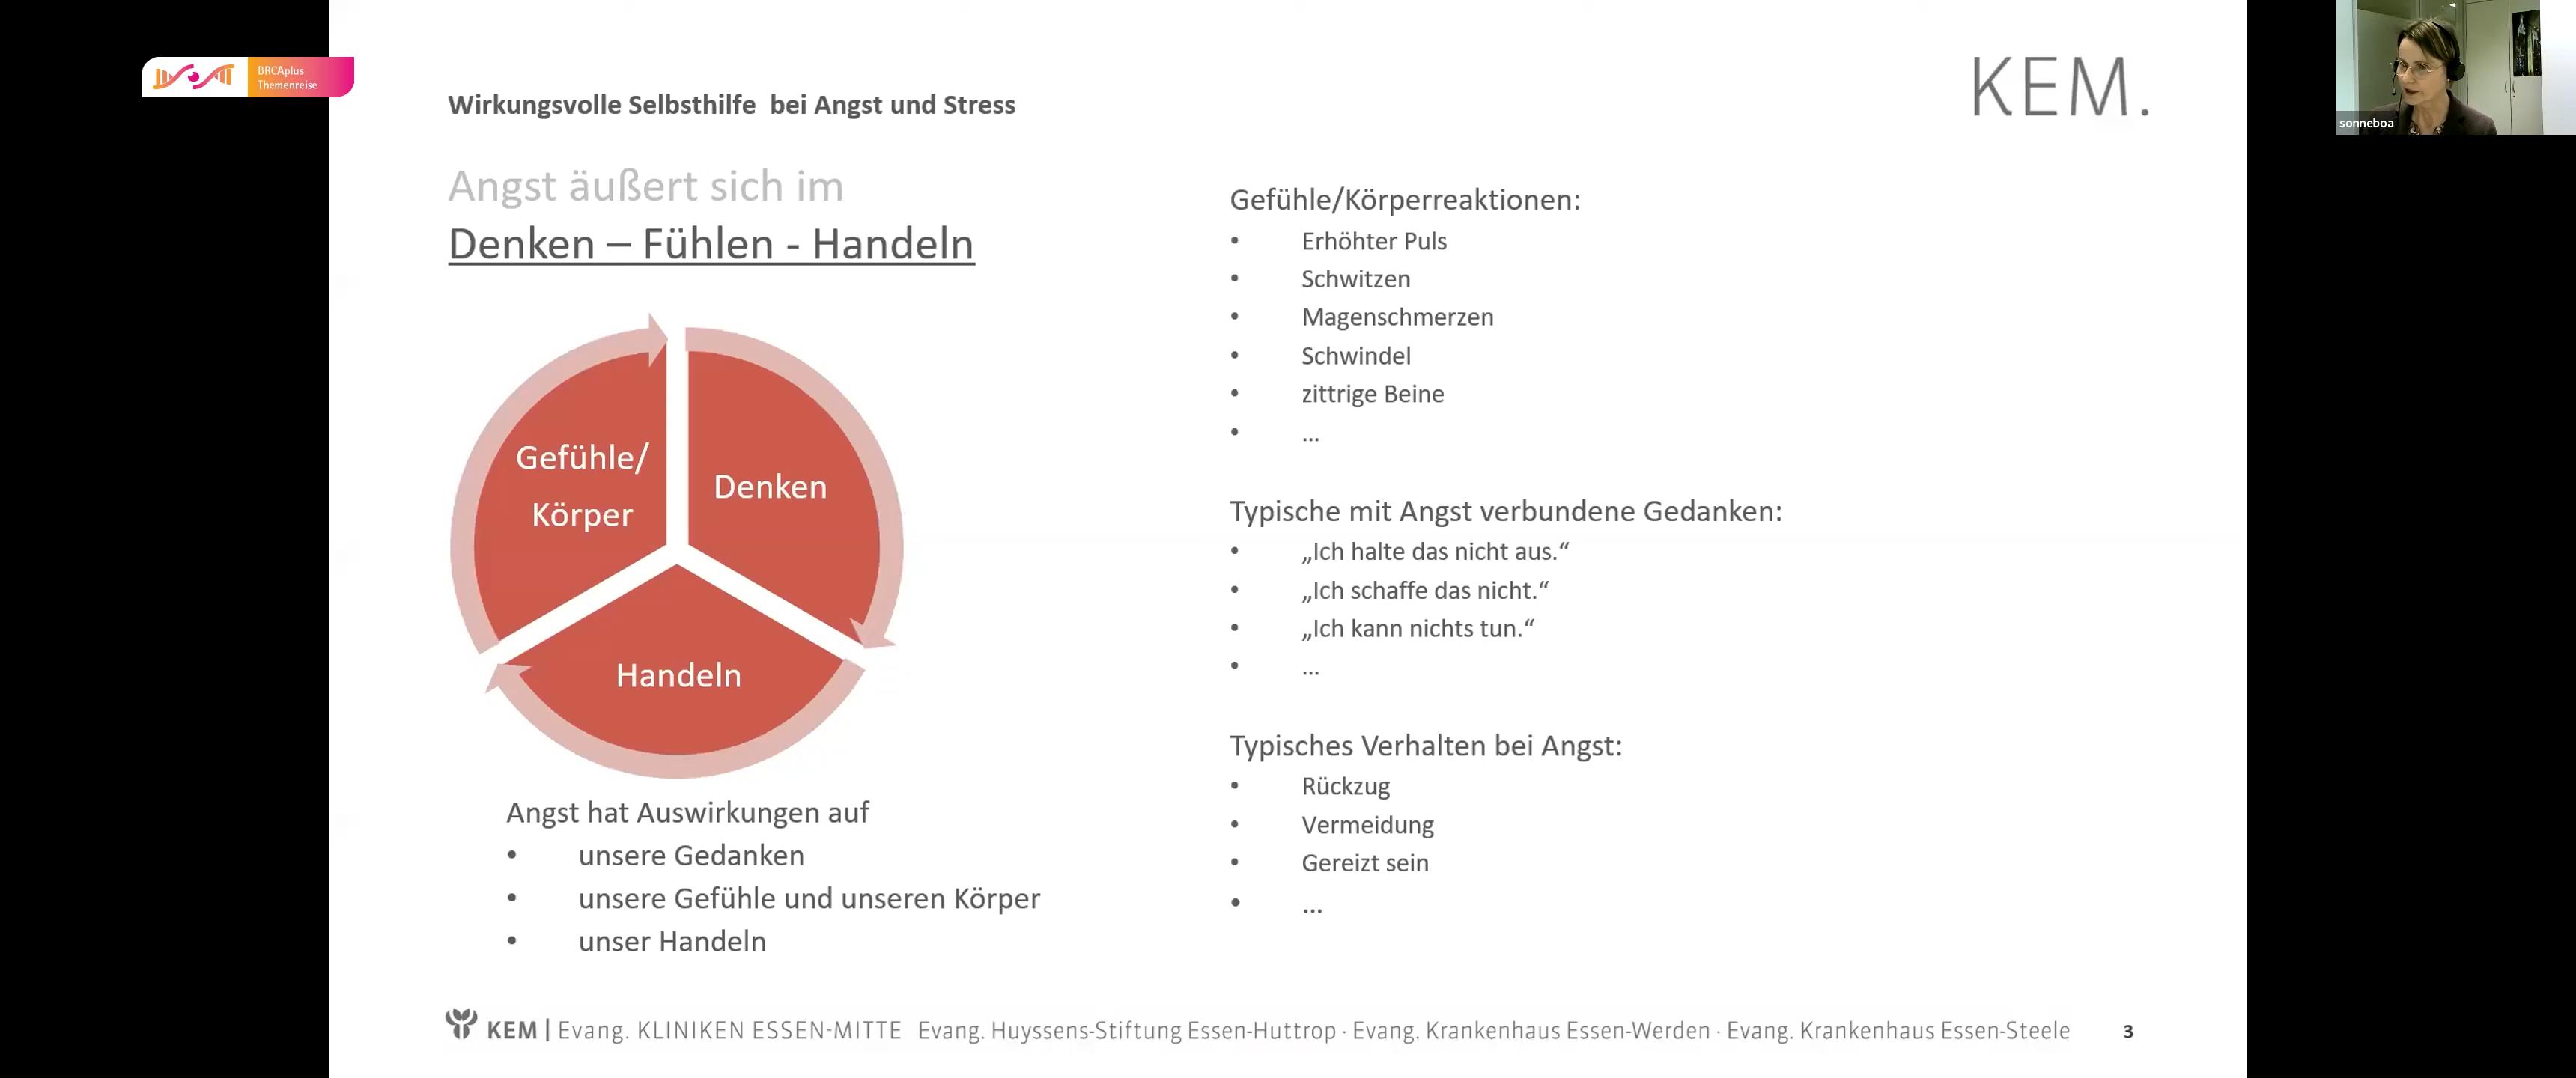 BRCAplus
Themenreise
Wirkungsvolle Selbsthilfe  bei Angst und Stress
KEM.
sonneboa
Angst äußert sich im
Denken – Fühlen - Handeln
Gefühle/
Körper
Denken
Handeln
Angst hat Auswirkungen auf
• unsere Gedanken
• unsere Gefühle und unseren Körper
• unser Handeln
Gefühle/Körperreaktionen:
• Erhöhter Puls
• Schwitzen
• Magenschmerzen
• Schwindel
• zittrige Beine
• ...
Typische mit Angst verbundene Gedanken:
• „Ich halte das nicht aus.“
• „Ich schaffe das nicht.“
• „Ich kann nichts tun.“
• ...
Typisches Verhalten bei Angst:
• Rückzug
• Vermeidung
• Gereizt sein
• ...
KEM | Evang. KLINIKEN ESSEN-MITTE  Evang. Huyssens-Stiftung Essen-Huttrop · Evang. Krankenhaus Essen-Werden · Evang. Krankenhaus Essen-Steele 3